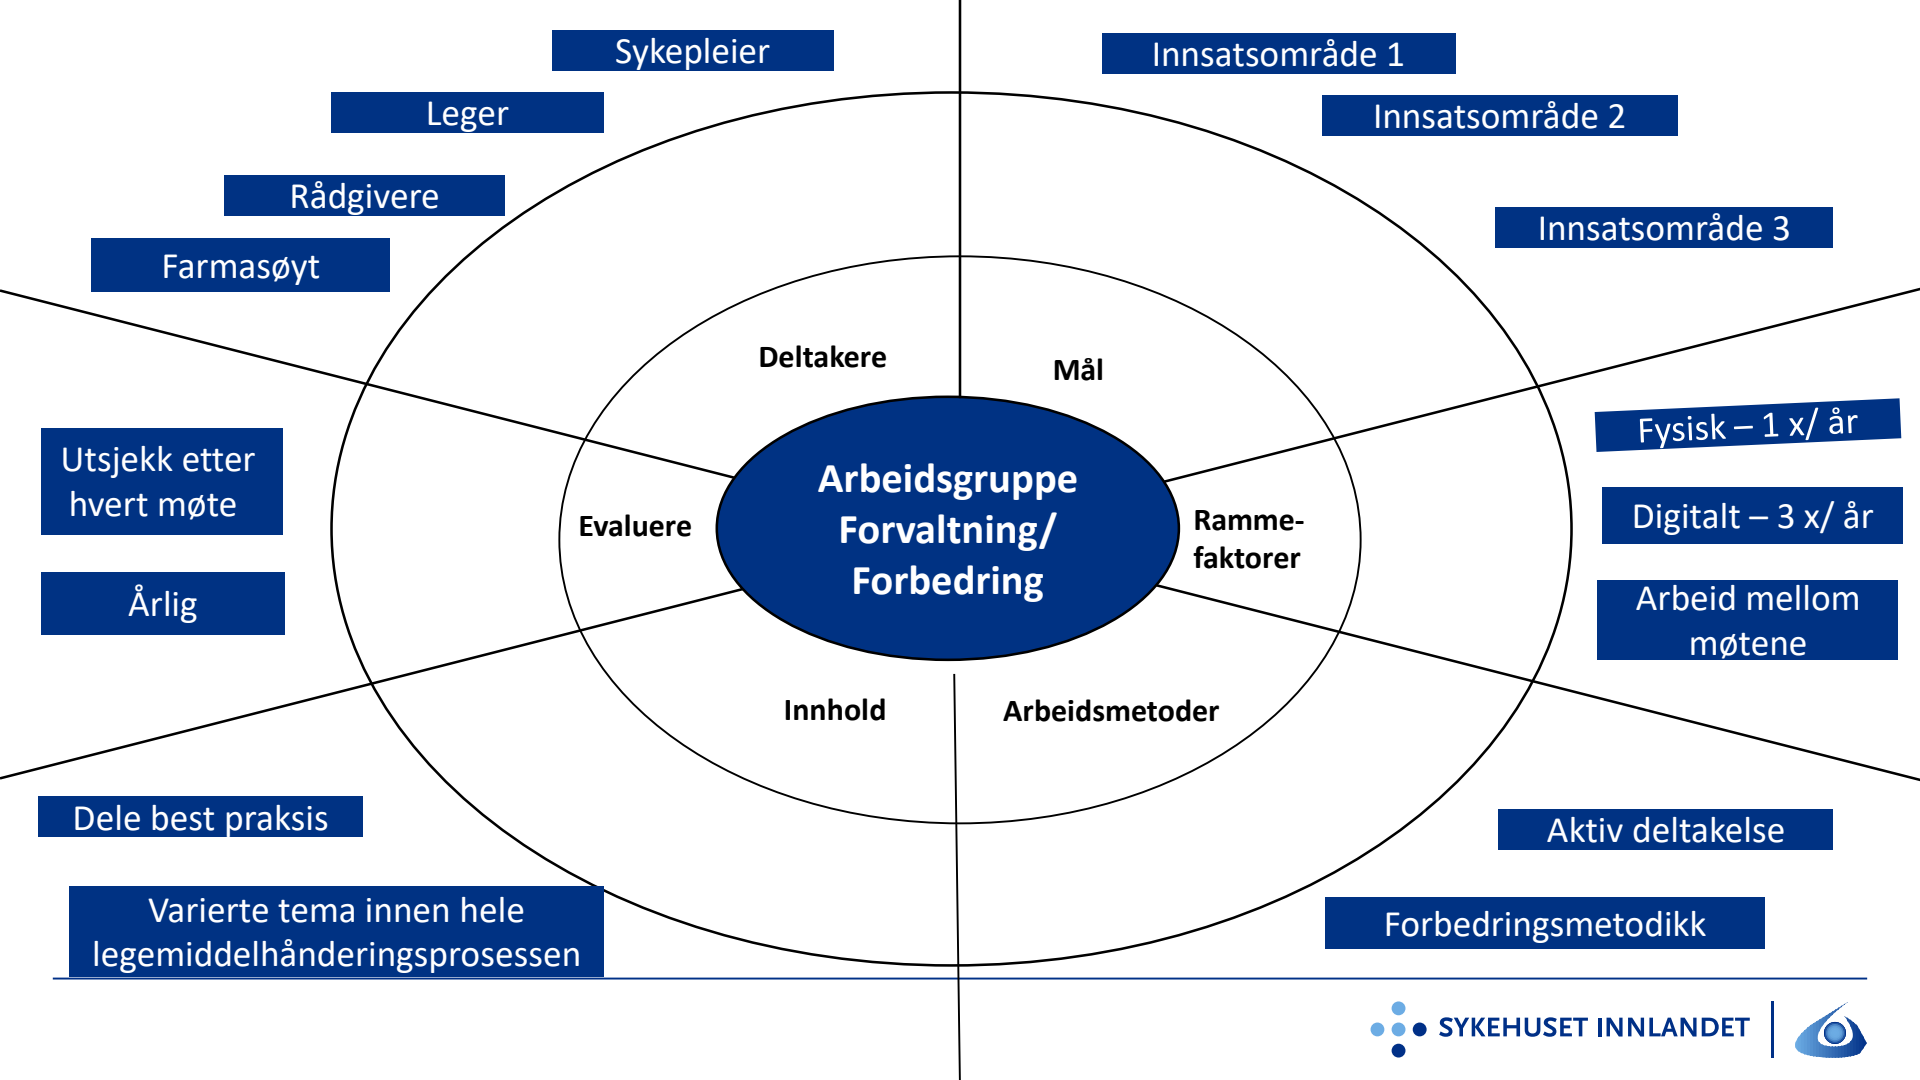 Sykepleier
Innsatsområde 1
Leger
Innsatsområde 2
Rådgivere
Innsatsområde 3
Farmasøyt
Deltakere
Mål
Fysisk – 1 x/ år
Utsjekk etter
hvert møte
Evaluere
Arbeidsgruppe
Forvaltning/
Forbedring
Ramme-
faktorer
Digitalt – 3 x/ år
Årlig
Arbeid mellom
møtene
Innhold
Arbeidsmetoder
Dele best praksis
Aktiv deltakelse
Varierte tema innen hele
legemiddelhånderingsprosessen
Forbedringsmetodikk
SYKEHUSET INNLANDET